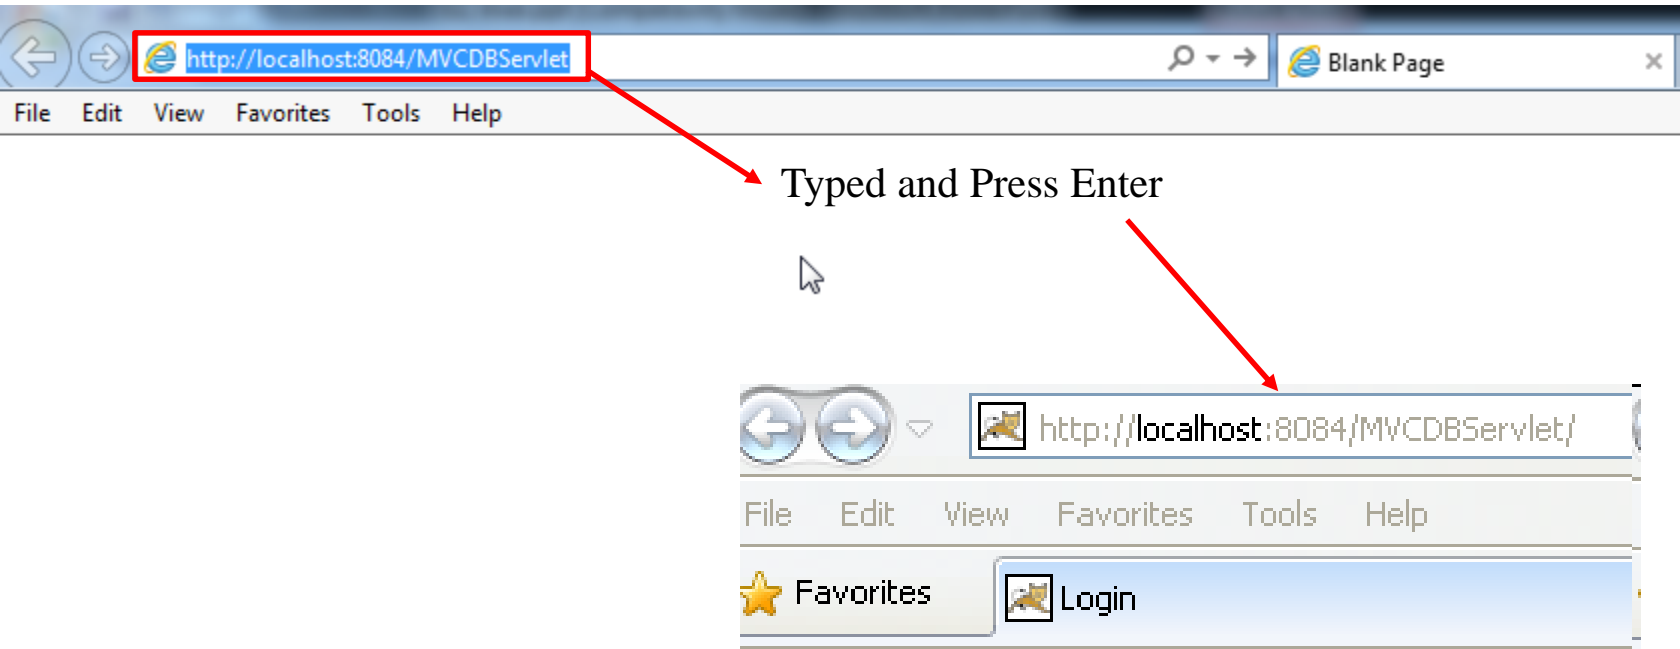 http://localhost:8084/MVCDBServlet
Blank Page
File Edit View Favorites Tools Help
Typed and Press Enter
http://localhost:8084/MVCDBServlet/
File Edit View Favorites Tools Help
Favorites Login